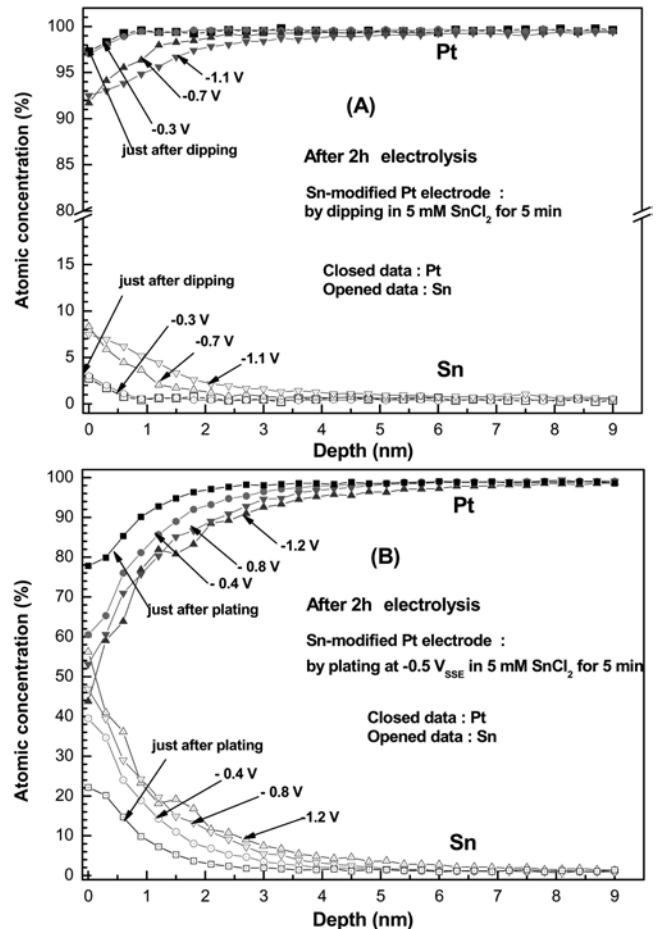 100
95
90
85
80
15
10
5
0
Atomic concentration (%)
Pt
-1.1 V
-0.7 V
(A)
-0.3 V
just after dipping
After 2h electrolysis
Sn-modified Pt electrode :
by dipping in 5 mM SnCl2 for 5 min
just after dipping
Closed data : Pt
Opened data : Sn
-0.3 V
-0.7 V
-1.1 V
Sn
0 1 2 3 4 5 6 7 8 9
Depth (nm)
100
90
80
70
60
50
40
30
20
10
0
Atomic concentration (%)
Pt
-1.2 V
(B)
- 0.8 V
- 0.4 V
just after plating
After 2h electrolysis
Sn-modified Pt electrode :
by plating at -0.5 VSSE in 5 mM SnCl2 for 5 min
Closed data : Pt
Opened data : Sn
just after plating
- 0.4 V
- 0.8 V
-1.2 V
Sn
0 1 2 3 4 5 6 7 8 9
Depth (nm)